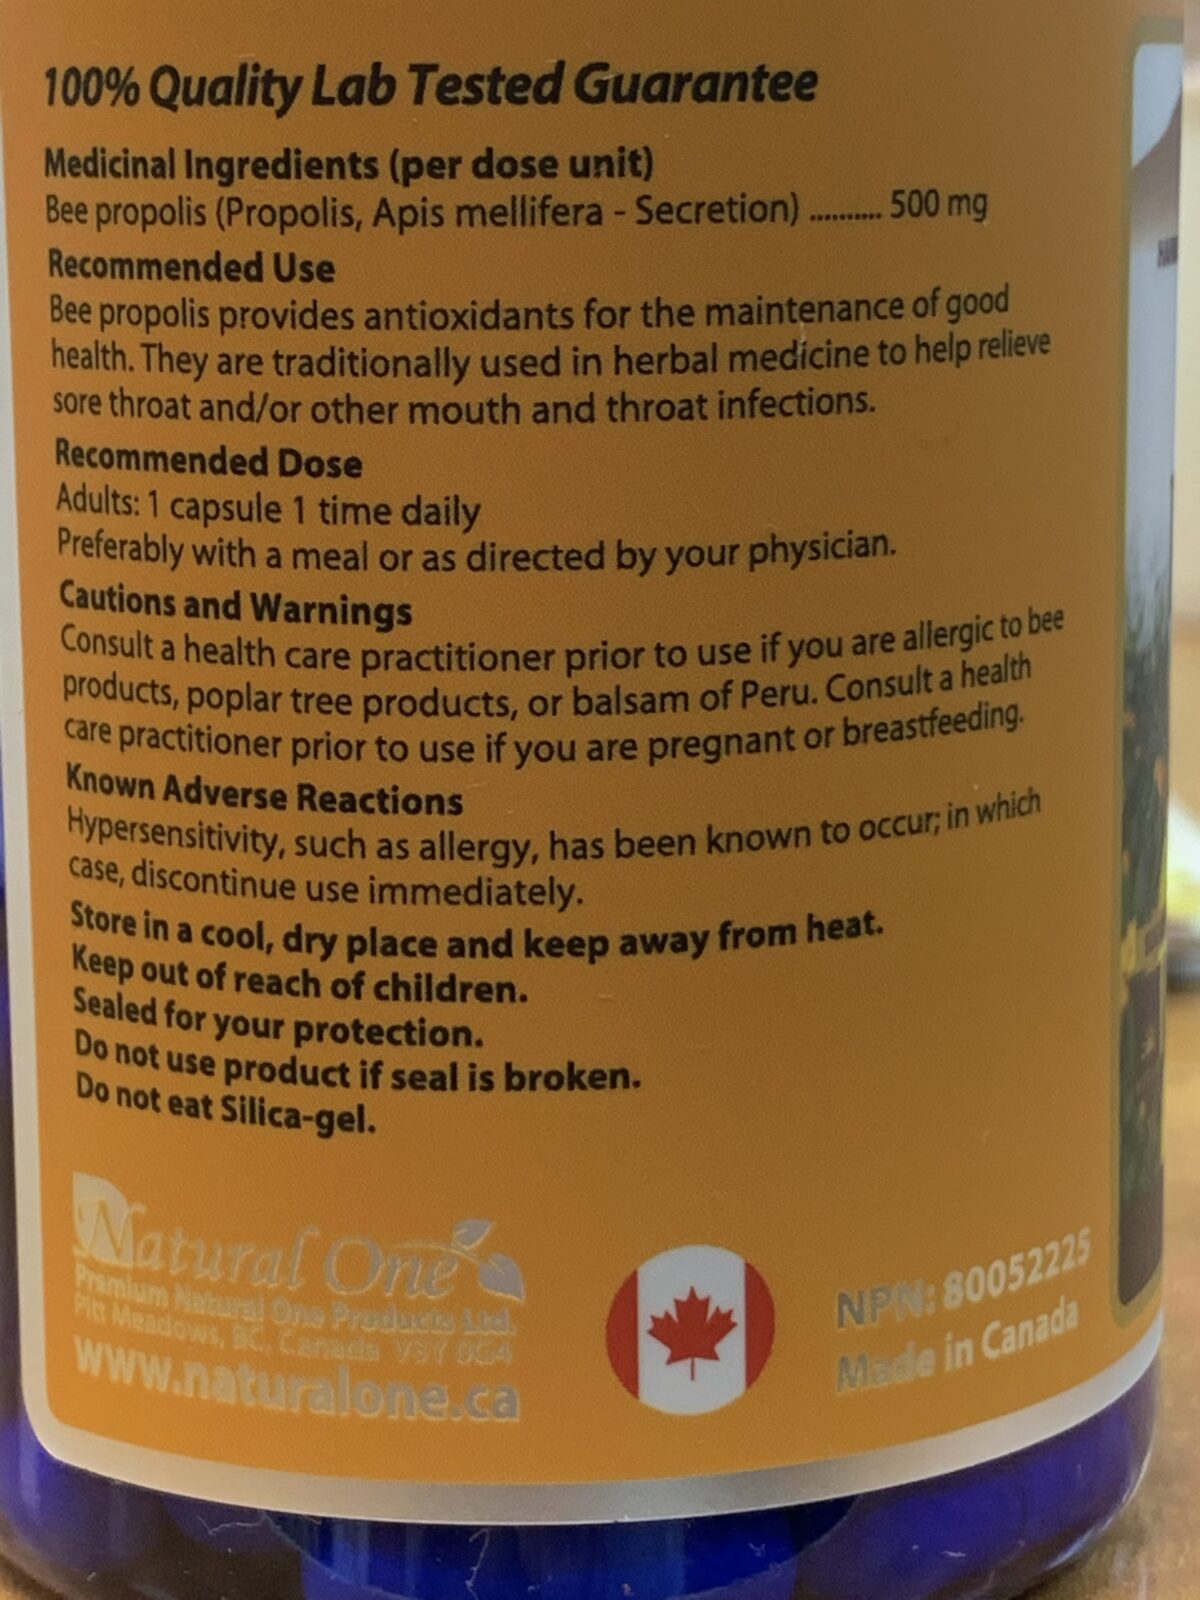 100% Quality Lab Tested Guarantee
Medicinal Ingredients (per dose unit)
Bee propolis (Propolis, Apis mellifera - Secretion) .......... 500 mg
Recommended Use
Bee propolis provides antioxidants for the maintenance of good
health. They are traditionally used in herbal medicine to help relieve
sore throat and/or other mouth and throat infections.
Recommended Dose
Adults: 1 capsule 1 time daily
Preferably with a meal or as directed by your physician.
Cautions and Warnings
Consult a health care practitioner prior to use if you are allergic to bee
products, poplar tree products, or balsam of Peru. Consult a health
care practitioner prior to use if you are pregnant or breastfeeding.
Known Adverse Reactions
Hypersensitivity, such as allergy, has been known to occur; in which
case, discontinue use immediately.
Store in a cool, dry place and keep away from heat.
Keep out of reach of children.
Sealed for your protection.
Do not use product if seal is broken.
Do not eat Silica-gel.
Natural One
Premium Natural One Products Ltd.
Pitt Meadows, BC, Canada V3Y 0G4
www.naturalone.ca
NPN: 80052225
Made in Canada